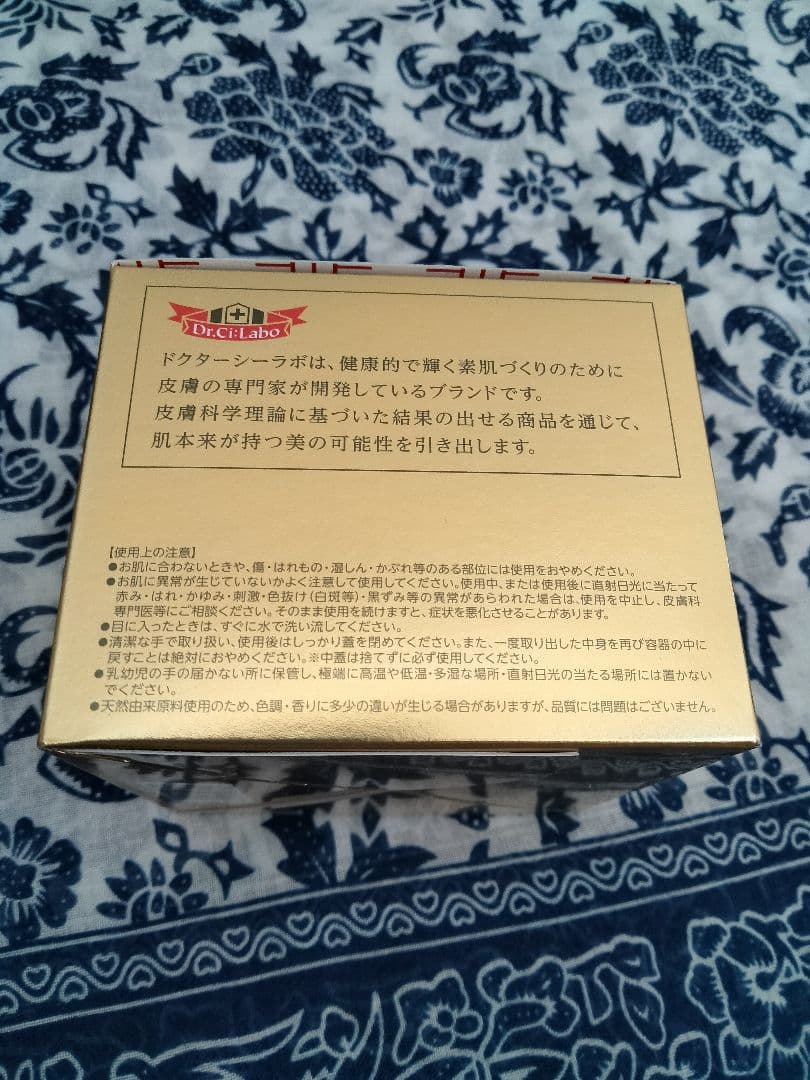 Dr.Ci:Labo
ドクターシーラボは、健康的で輝く素肌づくりのために
皮膚の専門家が開発しているブランドです。
皮膚科学理論に基づいた結果の出せる商品を通じて、
肌本来が持つ美の可能性を引き出します。
【使用上の注意】
●お肌に合わないときや、傷・はれもの・湿しん・かぶれ等のある部位には使用をおやめください。
●お肌に異常が生じていないかよく注意して使用してください。使用中、または使用後に直射日光に当たって
赤み・はれ・かゆみ・刺激・色抜け(白斑等)・黒ずみ等の異常があらわれた場合は、使用を中止し、皮膚科
専門医等にご相談ください。そのまま使用を続けますと、症状を悪化させることがあります。
●目に入ったときは、すぐに水で洗い流してください。
●清潔な手で取り扱い、使用後はしっかり蓋を閉めてください。また、一度取り出した中身を再び容器の中に
戻すことは絶対におやめください。※中蓋は捨てずに必ず使用してください。
●乳幼児の手の届かない所に保管し、極端に高温や低温・多湿な場所・直射日光の当たる場所には置かない
でください。
●天然由来原料使用のため、色調・香りに多少の違いが生じる場合がありますが、品質には問題はございません。